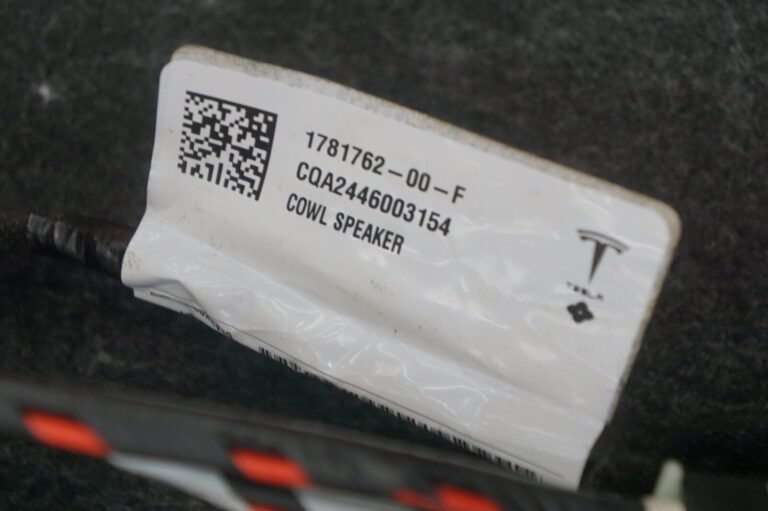 1781762-00-F
CQA2446003154
COWL SPEAKER
TESLA